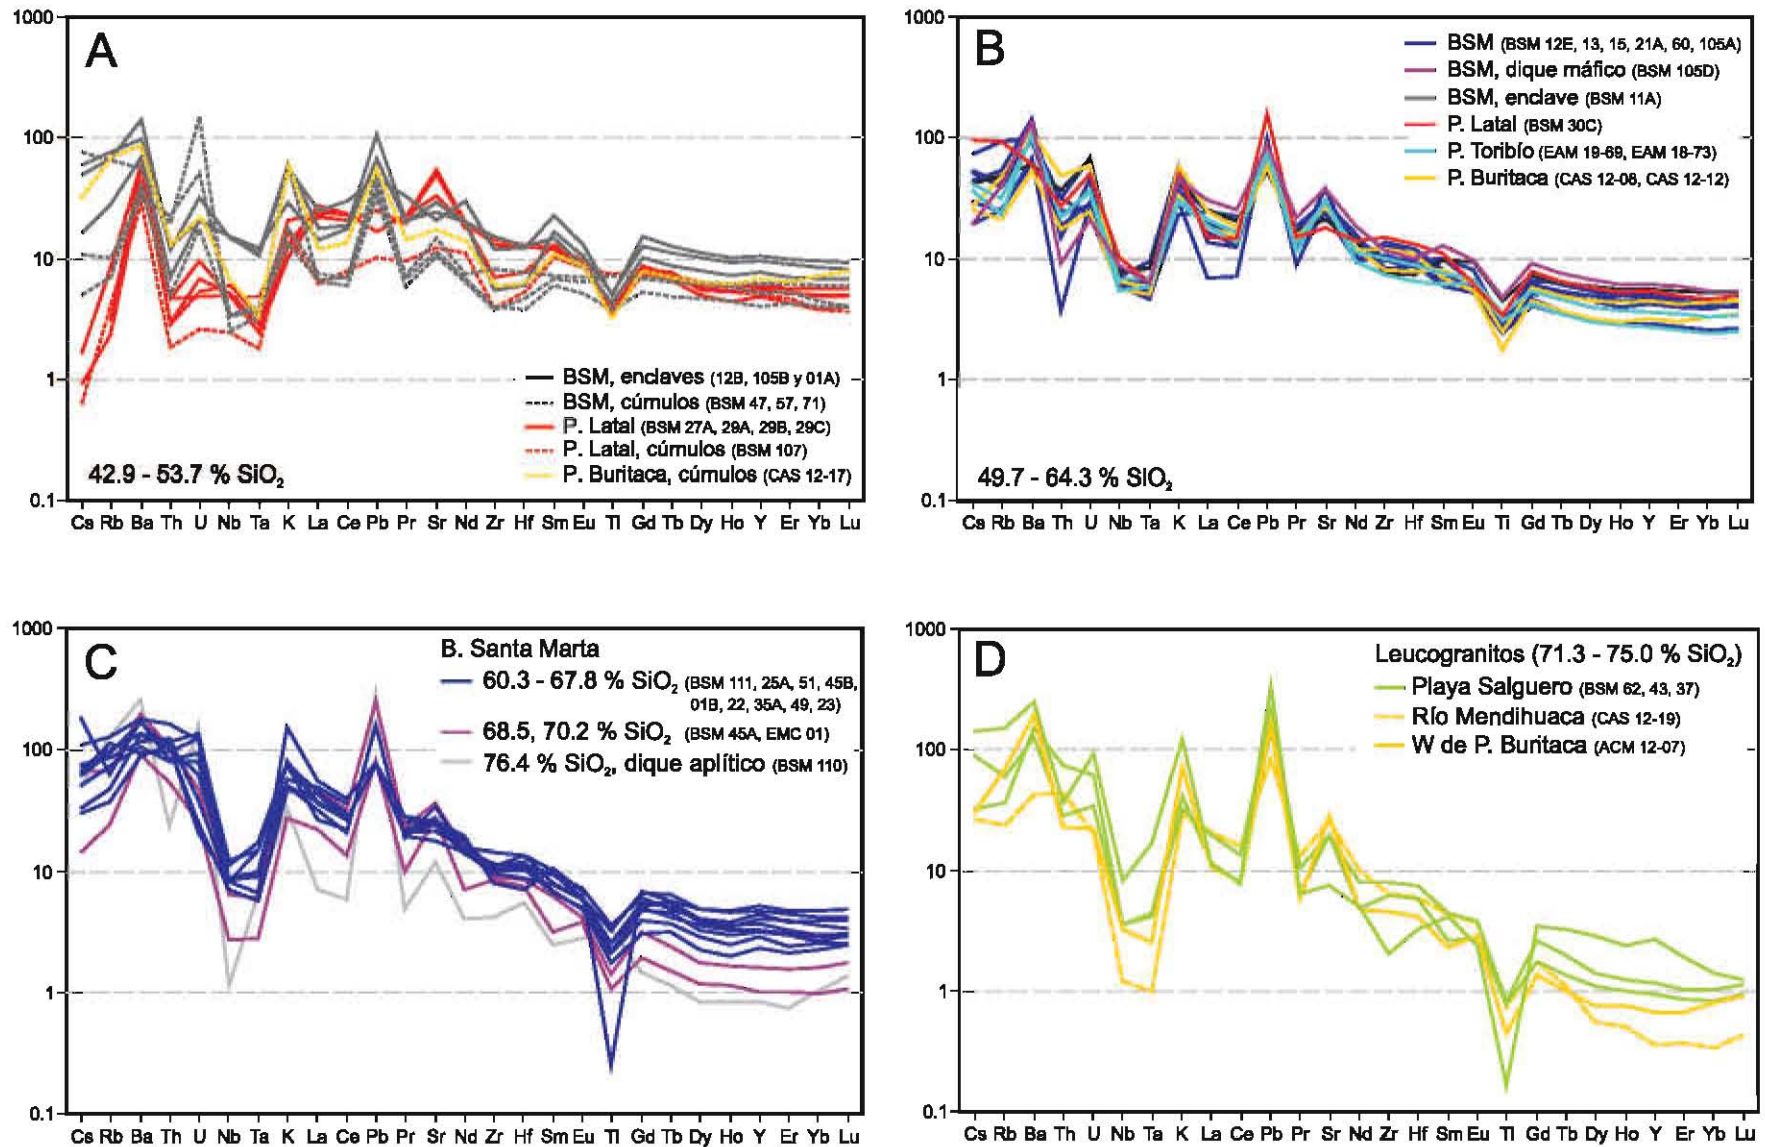 A
1000
100
10
1
0.1
BSM, enclaves (12B, 105B y 01A)
BSM, cúmulos (BSM 47, 57, 71)
P. Latal (BSM 27A, 29A, 29B, 29C)
P. Latal, cúmulos (BSM 107)
P. Buritaca, cúmulos (CAS 12-17)
42.9 - 53.7 % SiO₂
Cs Rb Ba Th U Nb Ta K La Ce Pb Pr Sr Nd Zr Hf Sm Eu Ti Gd Tb Dy Ho Y Er Yb Lu
B
1000
100
10
1
0.1
BSM (BSM 12E, 13, 15, 21A, 60, 105A)
BSM, dique máfico (BSM 105D)
BSM, enclave (BSM 11A)
P. Latal (BSM 30C)
P. Toribío (EAM 19-69, EAM 18-73)
P. Buritaca (CAS 12-08, CAS 12-12)
49.7 - 64.3 % SiO₂
Cs Rb Ba Th U Nb Ta K La Ce Pb Pr Sr Nd Zr Hf Sm Eu Ti Gd Tb Dy Ho Y Er Yb Lu
C
1000
100
10
1
0.1
B. Santa Marta
60.3 - 67.8 % SiO₂ (BSM 111, 25A, 51, 45B,
01B, 22, 35A, 49, 23)
68.5, 70.2 % SiO₂ (BSM 45A, EMC 01)
76.4 % SiO₂, dique aplítico (BSM 110)
Cs Rb Ba Th U Nb Ta K La Ce Pb Pr Sr Nd Zr Hf Sm Eu Ti Gd Tb Dy Ho Y Er Yb Lu
D
1000
100
10
1
0.1
Leucogranitos (71.3 - 75.0 % SiO₂)
Playa Salguero (BSM 62, 43, 37)
Río Mendihuaca (CAS 12-19)
W de P. Buritaca (ACM 12-07)
Cs Rb Ba Th U Nb Ta K La Ce Pb Pr Sr Nd Zr Hf Sm Eu Ti Gd Tb Dy Ho Y Er Yb Lu